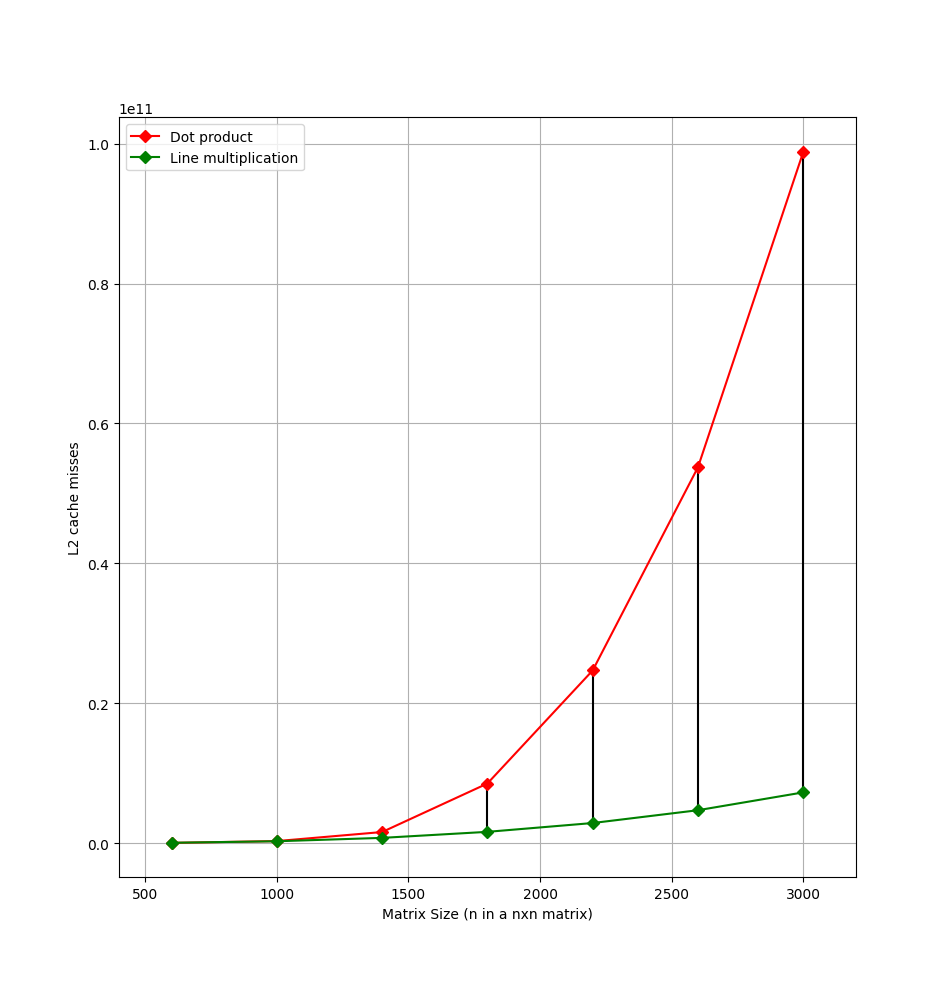 1e11
Dot product
Line multiplication
1.0
0.8
0.6
0.4
0.2
0.0
L2 cache misses
500 1000 1500 2000 2500 3000
Matrix Size (n in a nxn matrix)